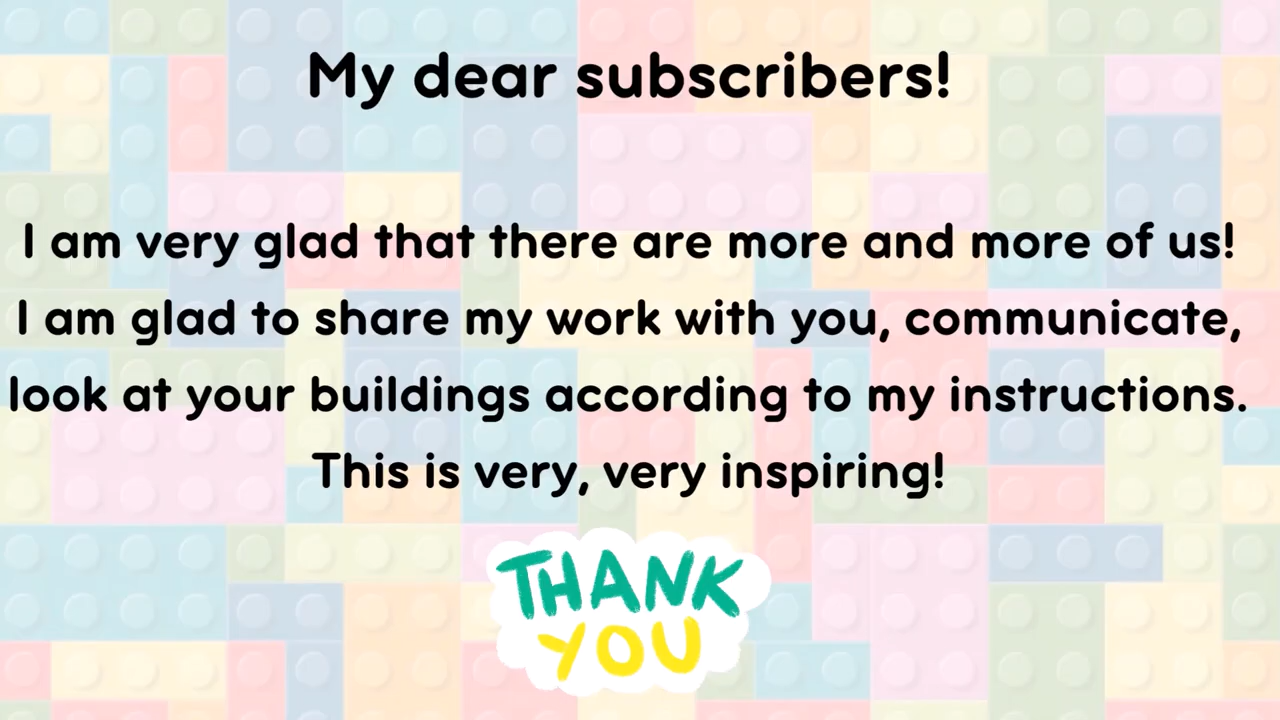 My dear subscribers!
I am very glad that there are more and more of us!
I am glad to share my work with you, communicate,
look at your buildings according to my instructions.
This is very, very inspiring!
THANK
YOU